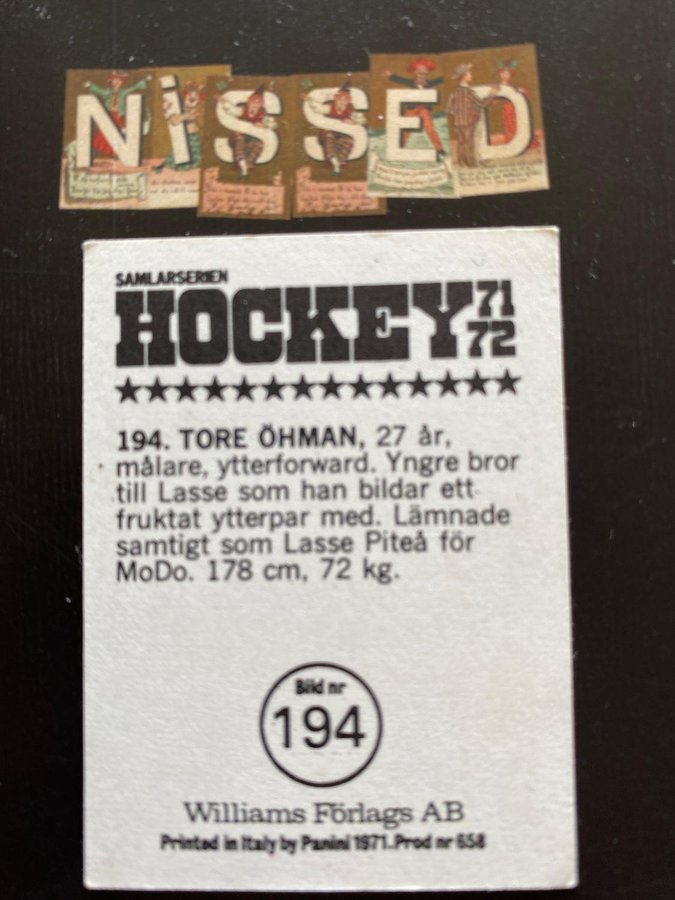 NiSSED
SAMLARSERIEN
HOCKEY 71
72
194. TORE ÖHMAN, 27 år,
målare, ytterforward. Yngre bror
till Lasse som han bildar ett
fruktat ytterpar med. Lämnade
samtigt som Lasse Piteå för
MoDo. 178 cm, 72 kg.
Bild nr
194
Williams Förlags AB
Printed in Italy by Panini 1971. Prod nr 658